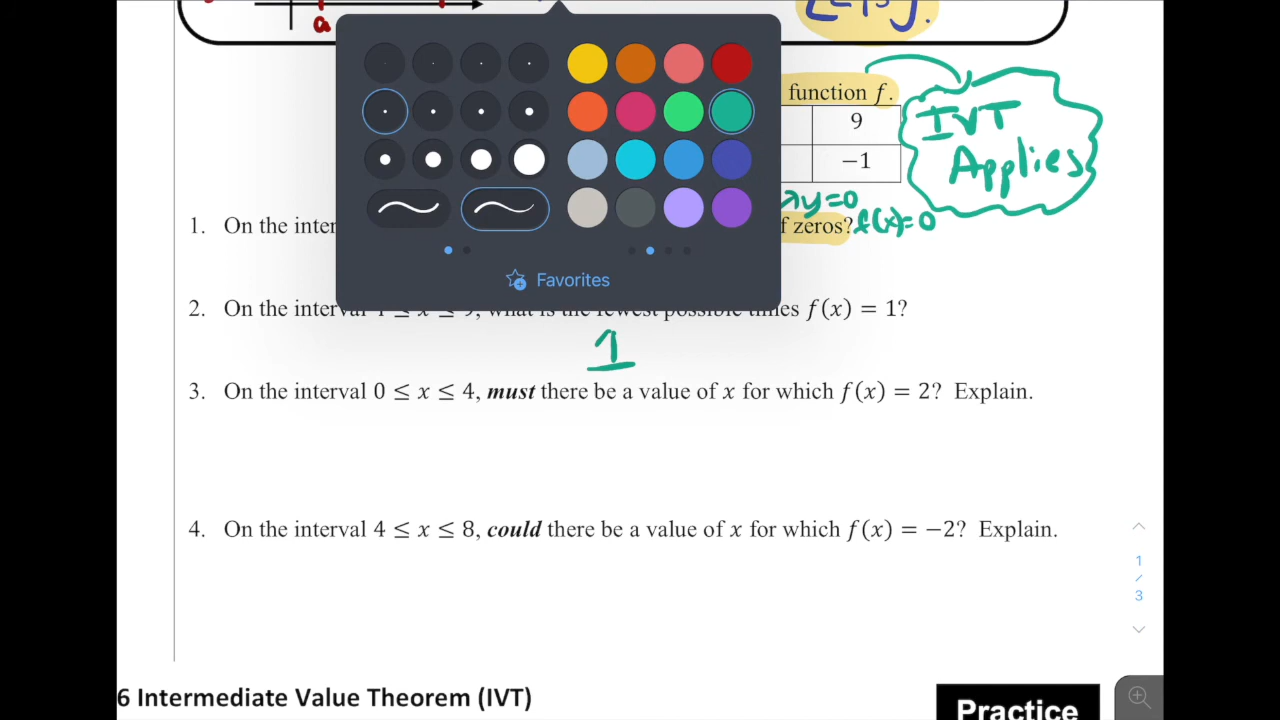 a
function f.
9
IVT
Applies
−1
y=0
1. On the inter
zeros? f(x)=0
2. On the interval 1 ≤ x ≤ 9, what is the fewest possible times f(x) = 1?
1
3. On the interval 0 ≤ x ≤ 4, must there be a value of x for which f(x) = 2? Explain.
4. On the interval 4 ≤ x ≤ 8, could there be a value of x for which f(x) = −2? Explain.
Favorites
1
/
3
6 Intermediate Value Theorem (IVT)
Practice